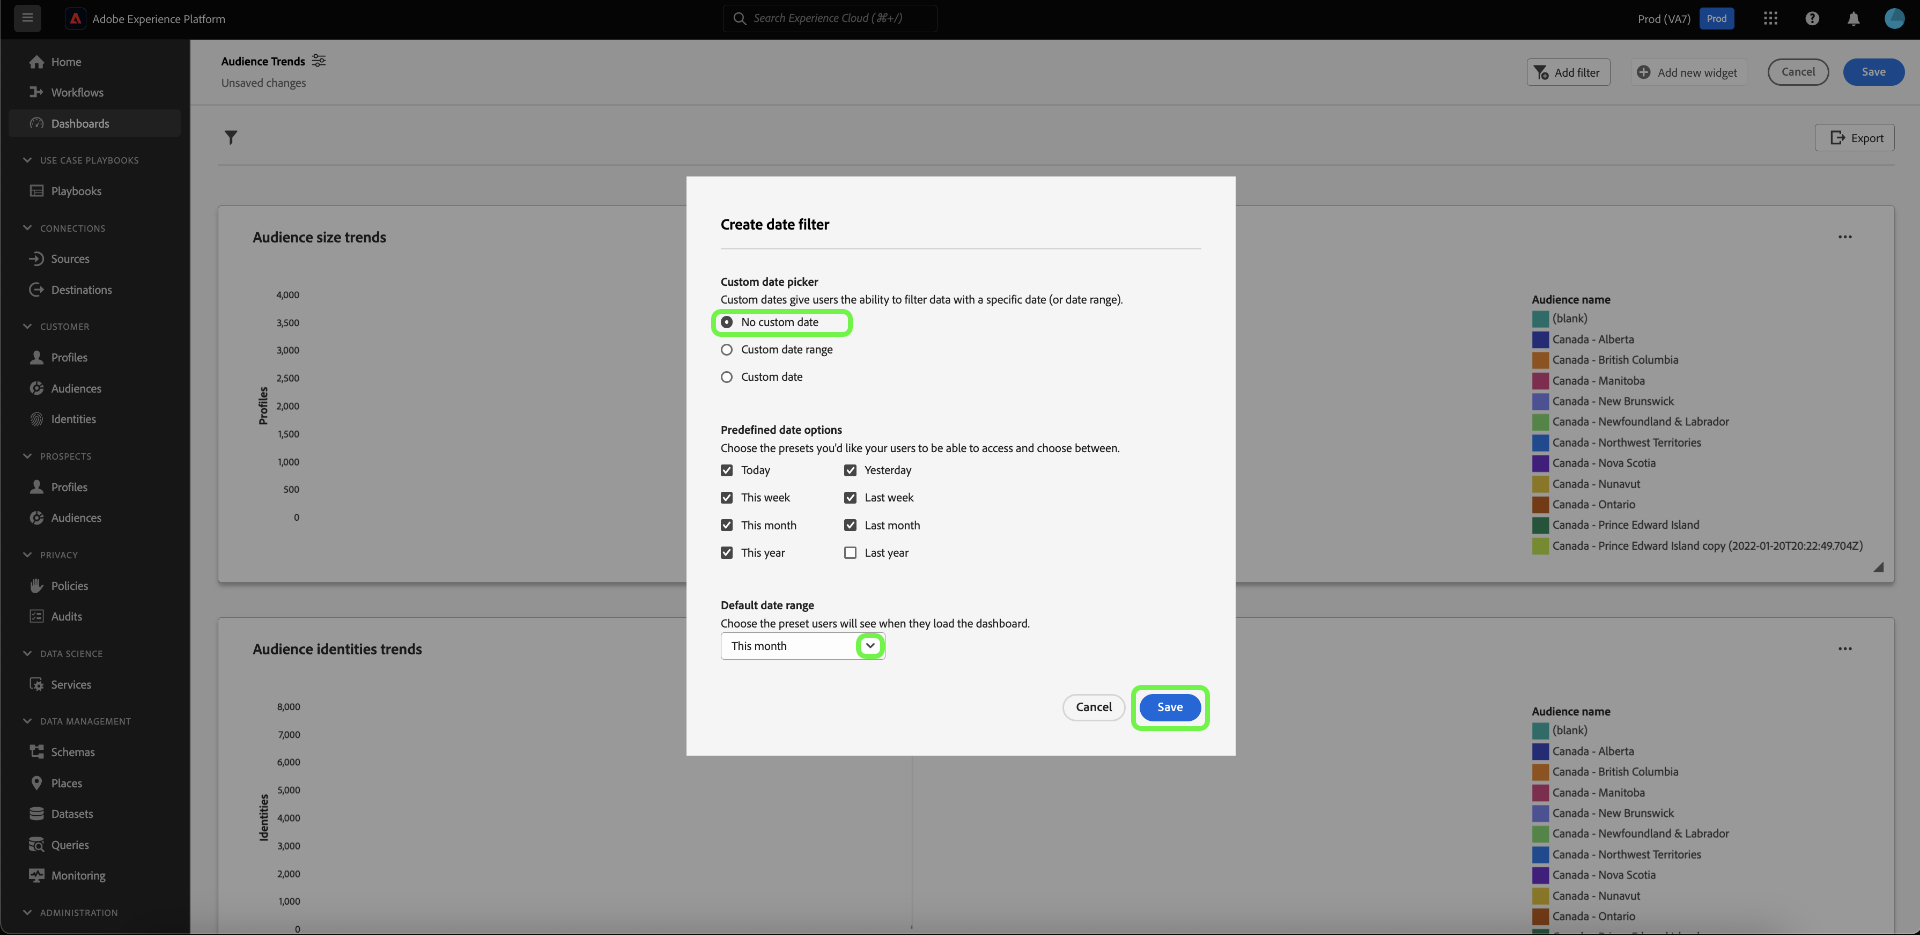 Adobe Experience Platform
Search Experience Cloud (⌘+/)
Prod (VA7)
Prod
Home
Workflows
Dashboards
USE CASE PLAYBOOKS
Playbooks
CONNECTIONS
Sources
Destinations
CUSTOMER
Profiles
Audiences
Identities
PROSPECTS
Profiles
Audiences
PRIVACY
Policies
Audits
DATA SCIENCE
Services
DATA MANAGEMENT
Schemas
Places
Datasets
Queries
Monitoring
ADMINISTRATION
Audience Trends
Unsaved changes
Add filter
Add new widget
Cancel
Save
Export
Audience size trends
4,000
3,500
3,000
2,500
2,000
1,500
1,000
500
0
Profiles
Audience name
(blank)
Canada - Alberta
Canada - British Columbia
Canada - Manitoba
Canada - New Brunswick
Canada - Newfoundland & Labrador
Canada - Northwest Territories
Canada - Nova Scotia
Canada - Nunavut
Canada - Ontario
Canada - Prince Edward Island
Canada - Prince Edward Island copy (2022-01-20T20:22:49.704Z)
Create date filter
Custom date picker
Custom dates give users the ability to filter data with a specific date (or date range).
No custom date
Custom date range
Custom date
Predefined date options
Choose the presets you'd like your users to be able to access and choose between.
Today
Yesterday
This week
Last week
This month
Last month
This year
Last year
Default date range
Choose the preset users will see when they load the dashboard.
This month
Cancel
Save
Audience identities trends
8,000
7,000
6,000
5,000
4,000
3,000
2,000
1,000
0
Identities
Audience name
(blank)
Canada - Alberta
Canada - British Columbia
Canada - Manitoba
Canada - New Brunswick
Canada - Newfoundland & Labrador
Canada - Northwest Territories
Canada - Nova Scotia
Canada - Nunavut
Canada - Ontario